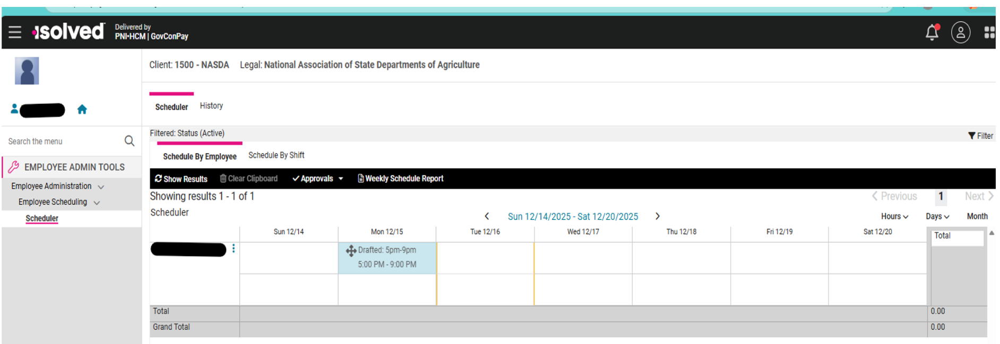 isolved Delivered by
PNI•HCM | GovConPay
Client: 1500 - NASDA Legal: National Association of State Departments of Agriculture
Scheduler History
Search the menu
EMPLOYEE ADMIN TOOLS
Employee Administration
Employee Scheduling
Scheduler
Filtered: Status (Active)
Filter
Schedule By Employee Schedule By Shift
Show Results Clear Clipboard Approvals Weekly Schedule Report
Showing results 1 - 1 of 1
Previous 1 Next
Scheduler
Sun 12/14/2025 - Sat 12/20/2025
Hours Days Month
Sun 12/14 Mon 12/15 Tue 12/16 Wed 12/17 Thu 12/18 Fri 12/19 Sat 12/20 Total
Drafted: 5pm-9pm
5:00 PM - 9:00 PM
Total 0.00
Grand Total 0.00